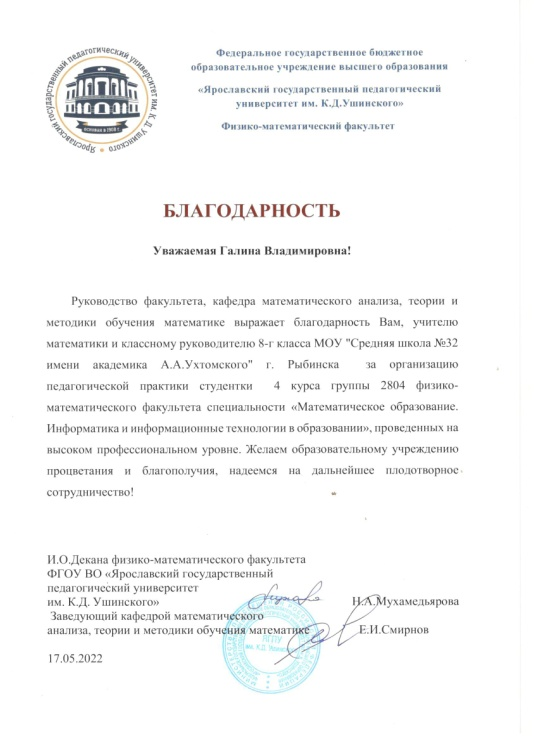 Ярославский государственный педагогический университет им. К. Д. Ушинского
основан в 1908 г.
Федеральное государственное бюджетное
образовательное учреждение высшего образования
«Ярославский государственный педагогический
университет им. К.Д.Ушинского»
Физико-математический факультет
БЛАГОДАРНОСТЬ
Уважаемая Галина Владимировна!
Руководство факультета, кафедра математического анализа, теории и
методики обучения математике выражает благодарность Вам, учителю
математики и классному руководителю 8-г класса МОУ "Средняя школа №32
имени академика А.А.Ухтомского" г. Рыбинска за организацию
педагогической практики студентки 4 курса группы 2804 физико-
математического факультета специальности «Математическое образование.
Информатика и информационные технологии в образовании», проведенных на
высоком профессиональном уровне. Желаем образовательному учреждению
процветания и благополучия, надеемся на дальнейшее плодотворное
сотрудничество!
И.О.Декана физико-математического факультета
ФГОУ ВО «Ярославский государственный
педагогический университет
им. К.Д. Ушинского» Н.А.Мухамедьярова
Заведующий кафедрой математического
анализа, теории и методики обучения математике Е.И.Смирнов
17.05.2022